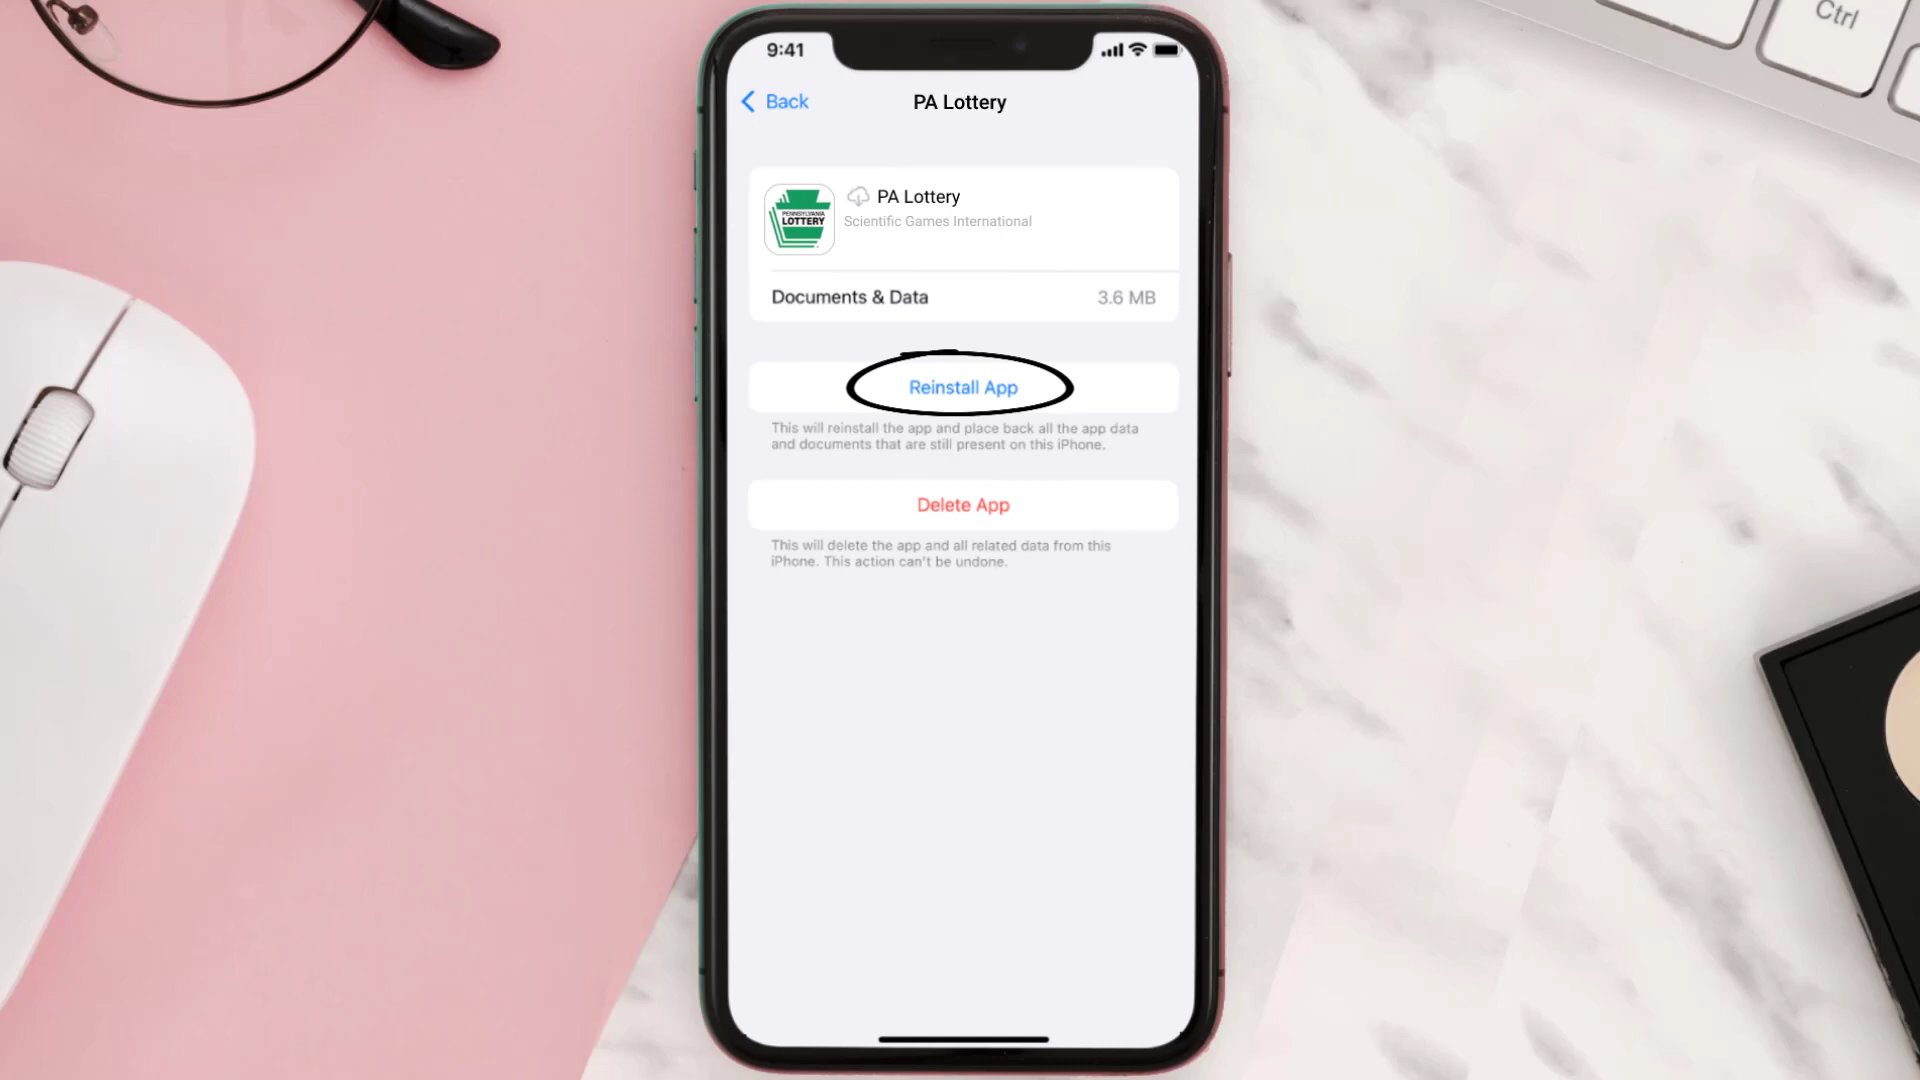 Ctrl
9:41
Back
PA Lottery
PENNSYLVANIA
LOTTERY
PA Lottery
Scientific Games International
Documents & Data
3.6 MB
Reinstall App
This will reinstall the app and place back all the app data
and documents that are still present on this iPhone.
Delete App
This will delete the app and all related data from this
iPhone. This action can't be undone.